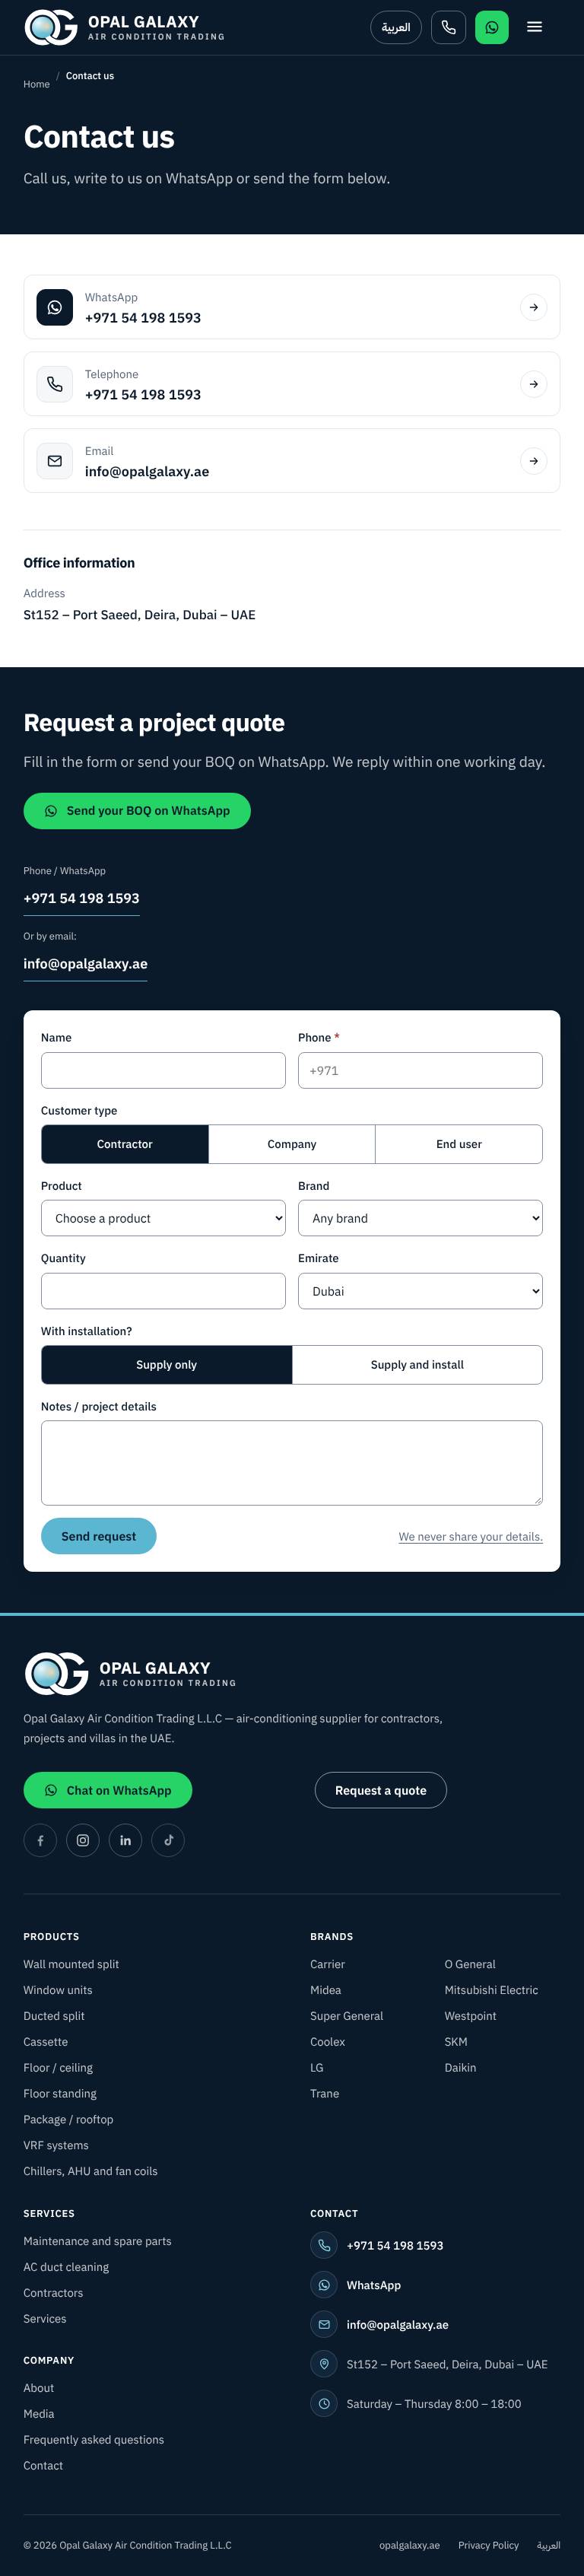 OPAL GALAXY
AIR CONDITION TRADING
العربية
Home / Contact us
Contact us
Call us, write to us on WhatsApp or send the form below.
WhatsApp
+971 54 198 1593
Telephone
+971 54 198 1593
Email
info@opalgalaxy.ae
Office information
Address
St152 – Port Saeed, Deira, Dubai – UAE
Request a project quote
Fill in the form or send your BOQ on WhatsApp. We reply within one working day.
Send your BOQ on WhatsApp
Phone / WhatsApp
+971 54 198 1593
Or by email:
info@opalgalaxy.ae
Name
Phone *
+971
Customer type
Contractor
Company
End user
Product
Brand
Choose a product
Any brand
Quantity
Emirate
Dubai
With installation?
Supply only
Supply and install
Notes / project details
Send request
We never share your details.
OPAL GALAXY
AIR CONDITION TRADING
Opal Galaxy Air Condition Trading L.L.C — air-conditioning supplier for contractors,
projects and villas in the UAE.
Chat on WhatsApp
Request a quote
PRODUCTS
Wall mounted split
Window units
Ducted split
Cassette
Floor / ceiling
Floor standing
Package / rooftop
VRF systems
Chillers, AHU and fan coils
BRANDS
Carrier
O General
Midea
Mitsubishi Electric
Super General
Westpoint
Coolex
SKM
LG
Daikin
Trane
SERVICES
Maintenance and spare parts
AC duct cleaning
Contractors
Services
COMPANY
About
Media
Frequently asked questions
Contact
CONTACT
+971 54 198 1593
WhatsApp
info@opalgalaxy.ae
St152 – Port Saeed, Deira, Dubai – UAE
Saturday – Thursday 8:00 – 18:00
© 2026 Opal Galaxy Air Condition Trading L.L.C
opalgalaxy.ae
Privacy Policy
العربية